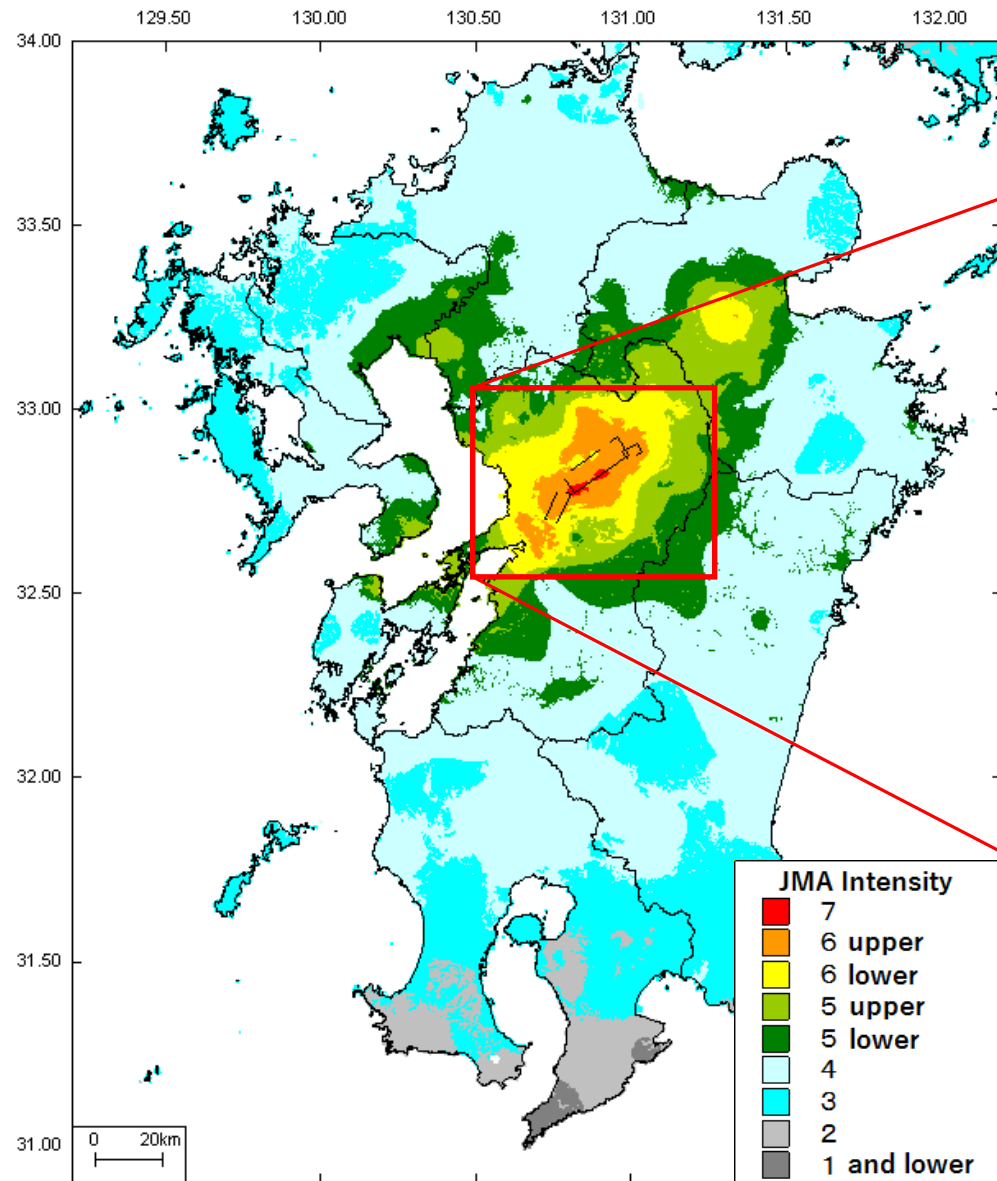 129.50 130.00 130.50 131.00 131.50 132.00
34.00
33.50
33.00
32.50
32.00
31.50
31.00
0 20km
JMA Intensity
7
6 upper
6 lower
5 upper
5 lower
4
3
2
1 and lower